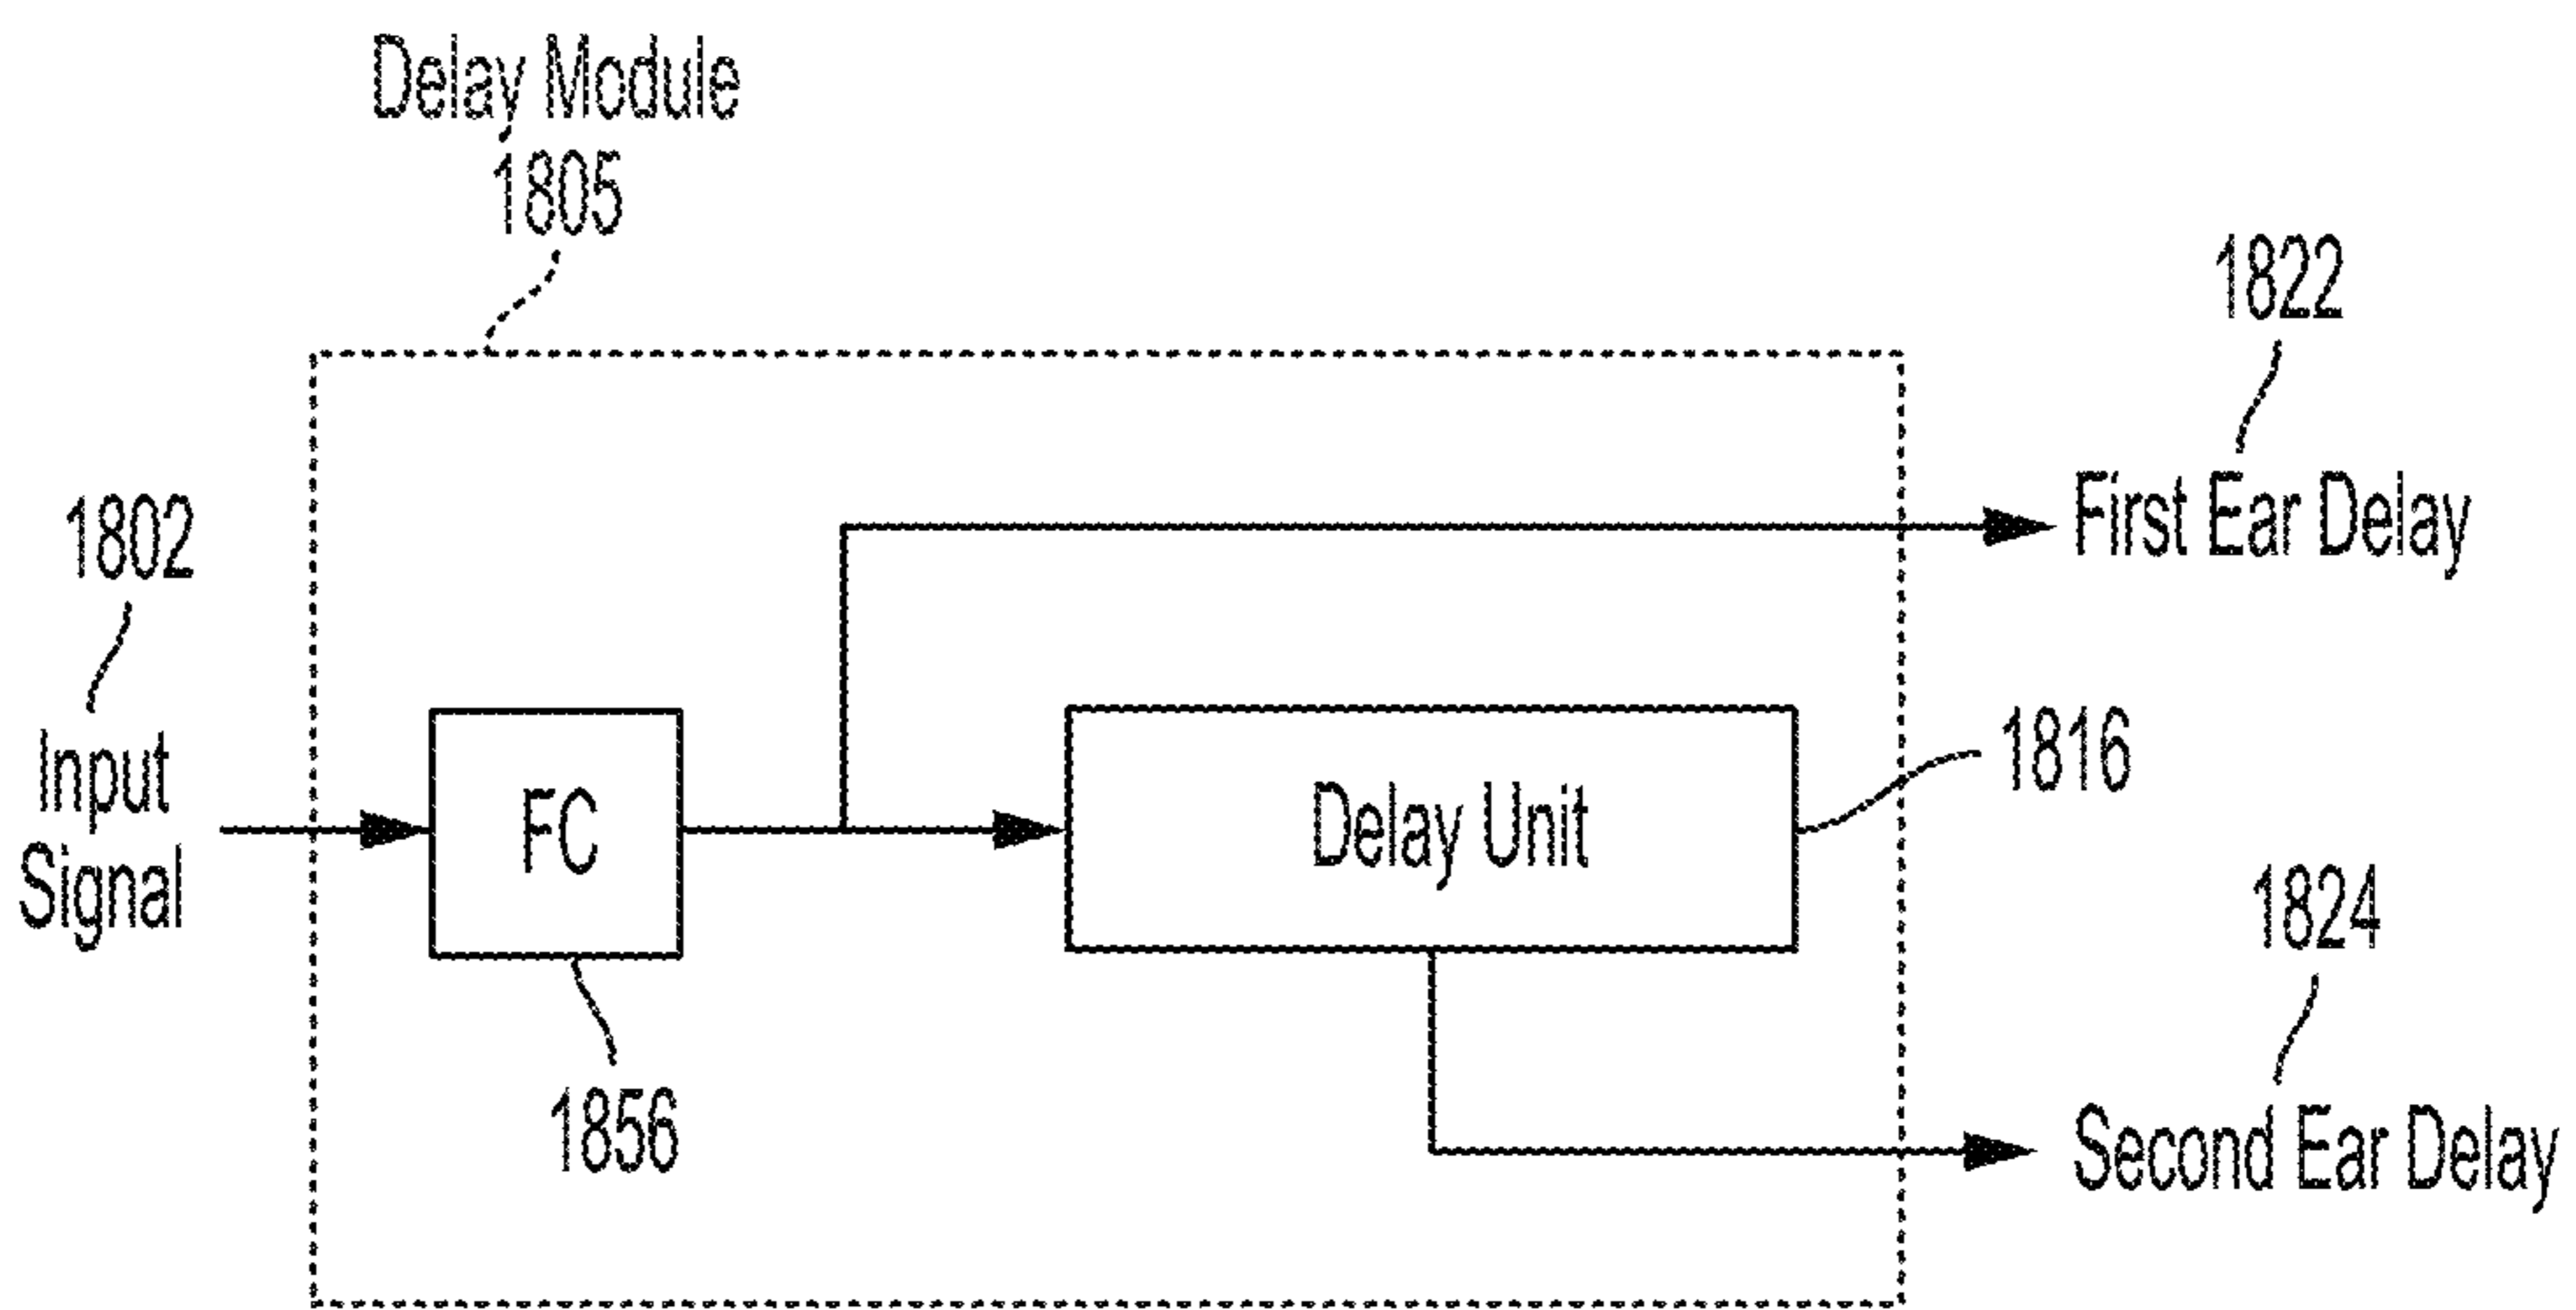 Delay Module
1805
1822
First Ear Delay
1802
Input
Signal
FC
Delay Unit
1816
1856
1824
Second Ear Delay